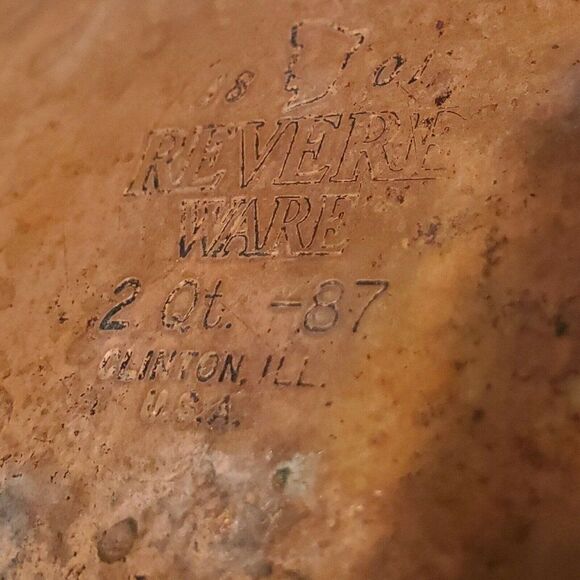 18 01
REVERE
WARE
2 Qt. -87
CLINTON, ILL.
U.S.A.